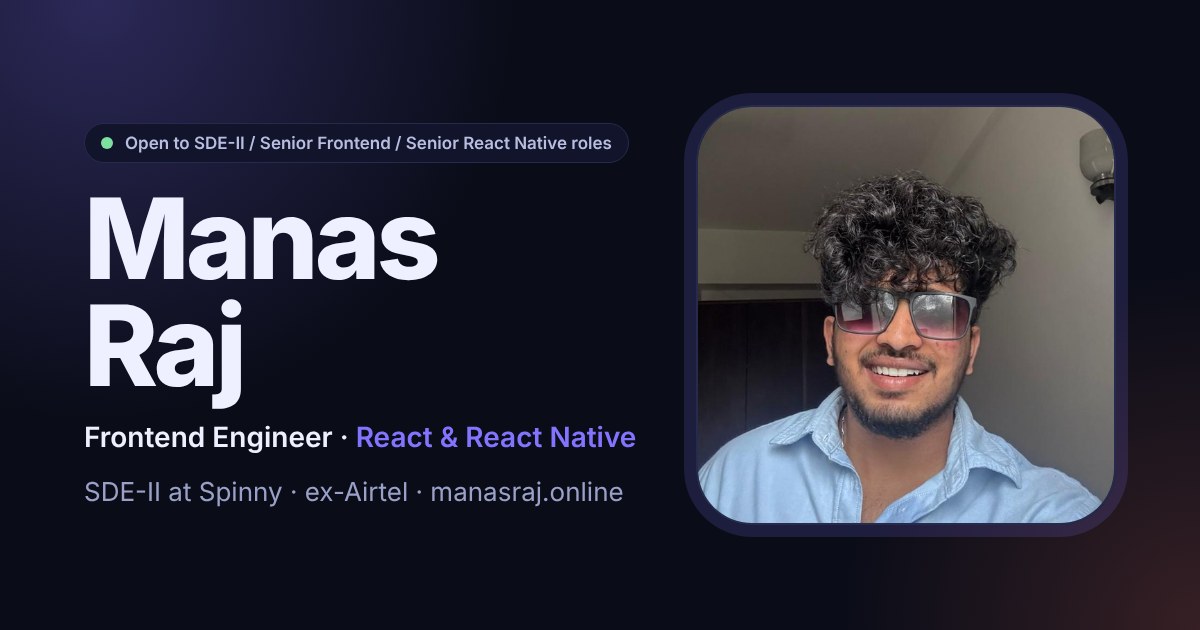 Open to SDE-II / Senior Frontend / Senior React Native roles
Manas
Raj
Frontend Engineer · React & React Native
SDE-II at Spinny · ex-Airtel · manasraj.online